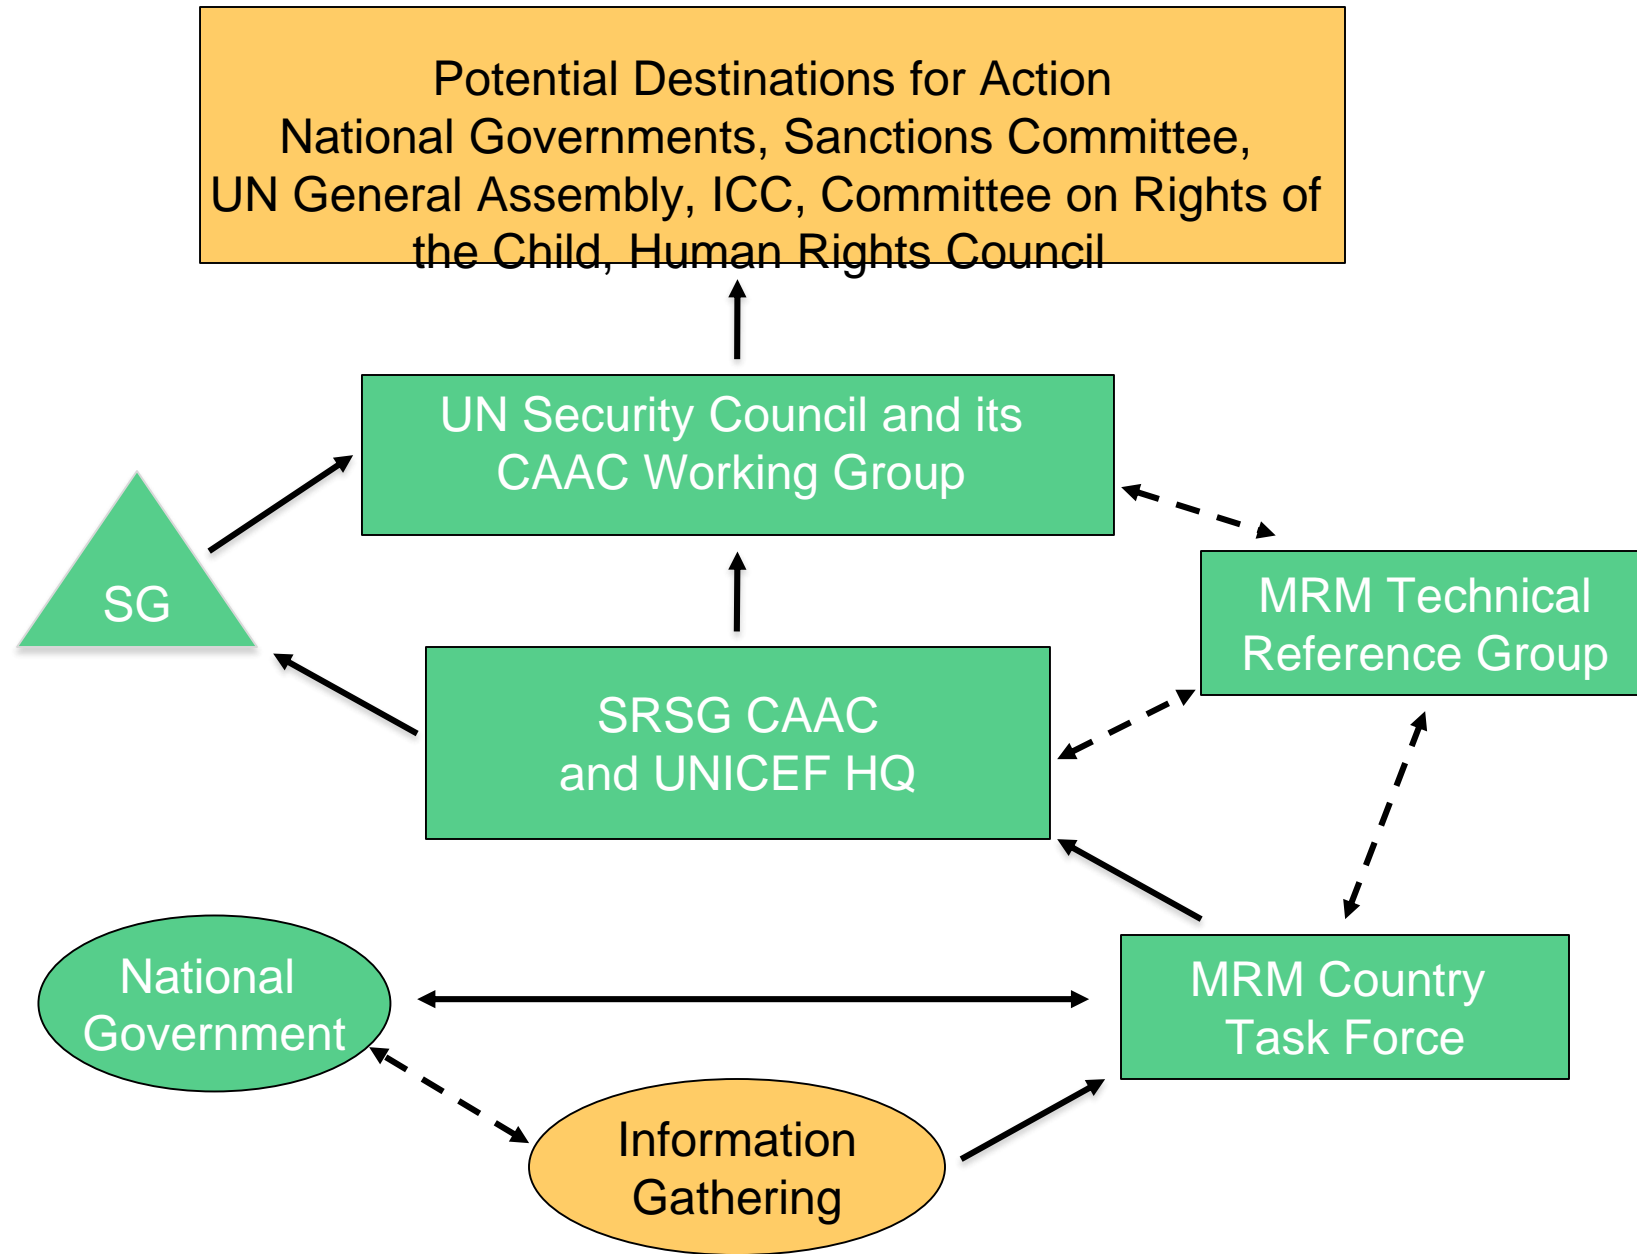 Potential Destinations for Action
National Governments, Sanctions Committee,
UN General Assembly, ICC, Committee on Rights of
the Child, Human Rights Council
UN Security Council and its
CAAC Working Group
SG
MRM Technical
Reference Group
SRSG CAAC
and UNICEF HQ
National
Government
MRM Country
Task Force
Information
Gathering